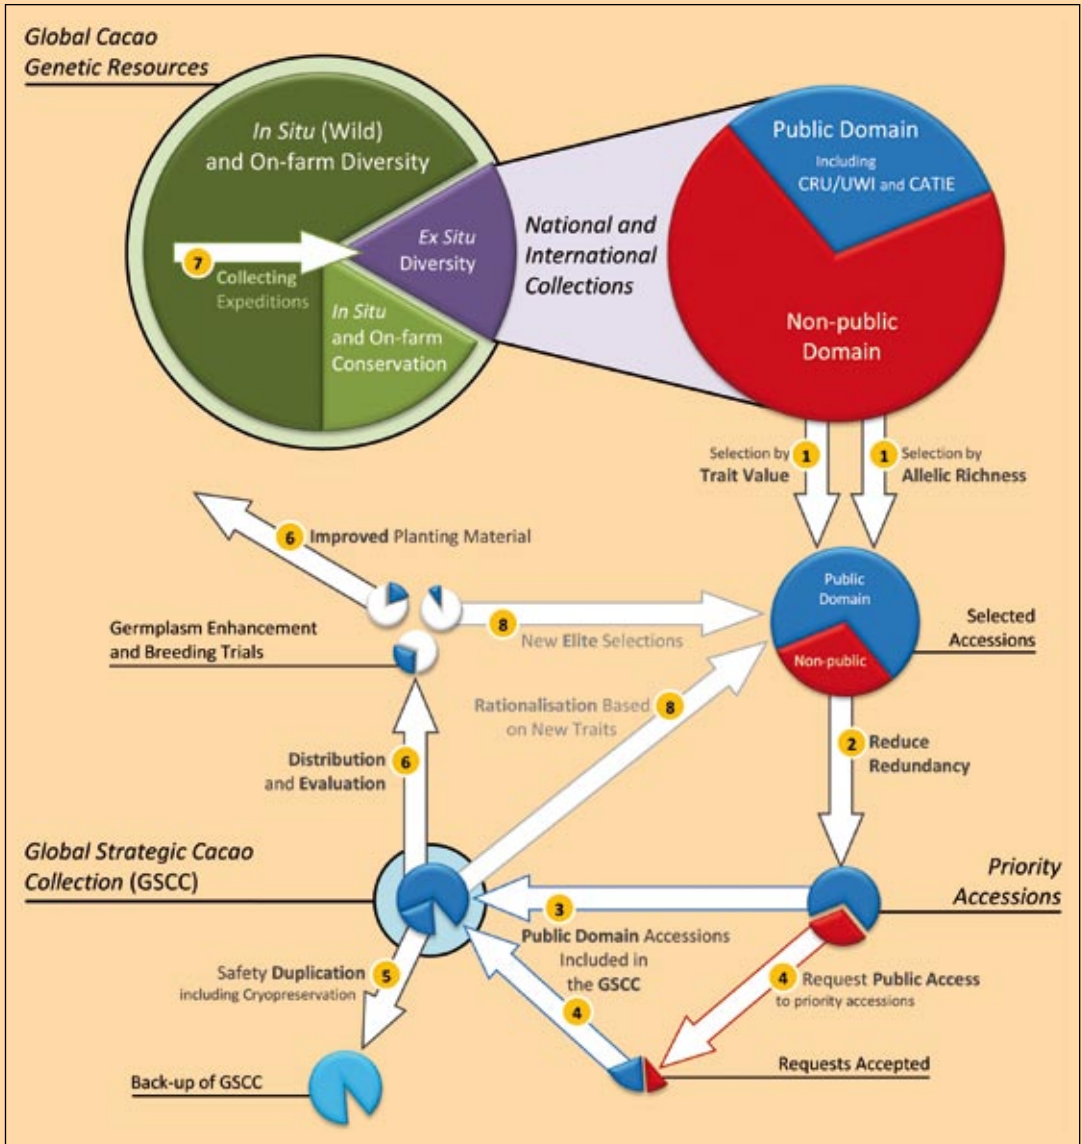 Global Cacao
Genetic Resources
In Situ (Wild)
and On-farm Diversity
Ex Situ
Diversity
7
Collecting
Expeditions
In Situ
and On-farm
Conservation
National and
International
Collections
Public Domain
Including
CRU/UWI and CATIE
Non-public
Domain
Selection by
Trait Value
1
1
Selection by
Allelic Richness
6
Improved Planting Material
Public
Domain
Non-public
Selected
Accessions
8
New Elite Selections
Germplasm Enhancement
and Breeding Trials
Rationalisation Based
on New Traits
8
2
Reduce
Redundancy
Distribution
and Evaluation
6
Global Strategic Cacao
Collection (GSCC)
Priority
Accessions
3
Public Domain Accessions
Included in
the GSCC
4
4
Request Public Access
to priority accessions
Safety Duplication
including Cryopreservation
5
Requests Accepted
Back-up of GSCC